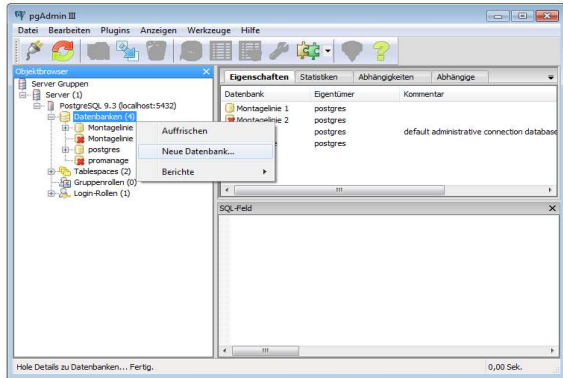 pgAdmin III
Datei Bearbeiten Plugins Anzeigen Werkzeuge Hilfe
Objektbrowser
Server Gruppen
Server (1)
PostgreSQL 9.3 (localhost:5432)
Datenbanken (4)
Montagelinie
Montagelinie
postgres
promanage
Tablespaces (2)
Gruppenrollen (0)
Login-Rollen (1)
Auffrischen
Neue Datenbank...
Berichte
Eigenschaften Statistiken Abhängigkeiten Abhängige
Datenbank Eigentümer Kommentar
Montagelinie 1 postgres
Montagelinie 2 postgres
postgres default administrative connection database
postgres
SQL-Feld
Hole Details zu Datenbanken... Fertig. 0,00 Sek.